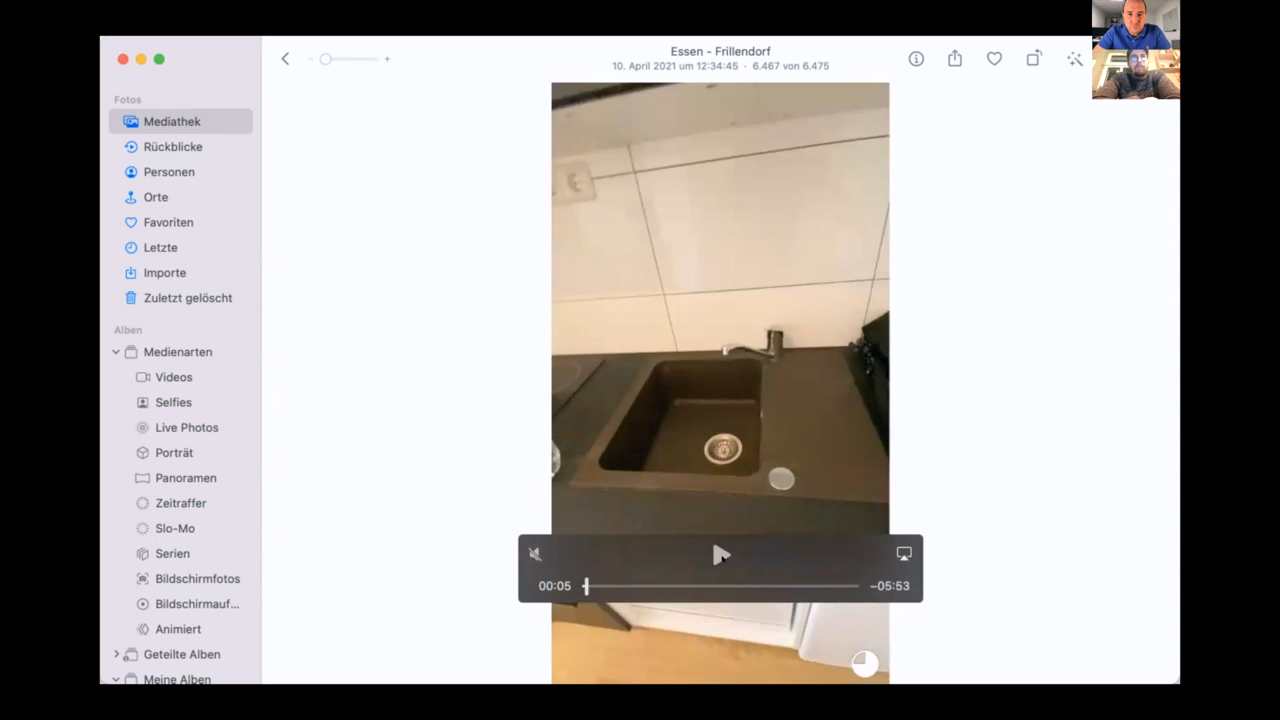 Essen - Frillendorf
10. April 2021 um 12:34:45 · 6.467 von 6.475
Fotos
Mediathek
Rückblicke
Personen
Orte
Favoriten
Letzte
Importe
Zuletzt gelöscht
Alben
Medienarten
Videos
Selfies
Live Photos
Porträt
Panoramen
Zeitraffer
Slo-Mo
Serien
Bildschirmfotos
Bildschirmauf...
Animiert
Geteilte Alben
Meine Alben
00:05
−05:53